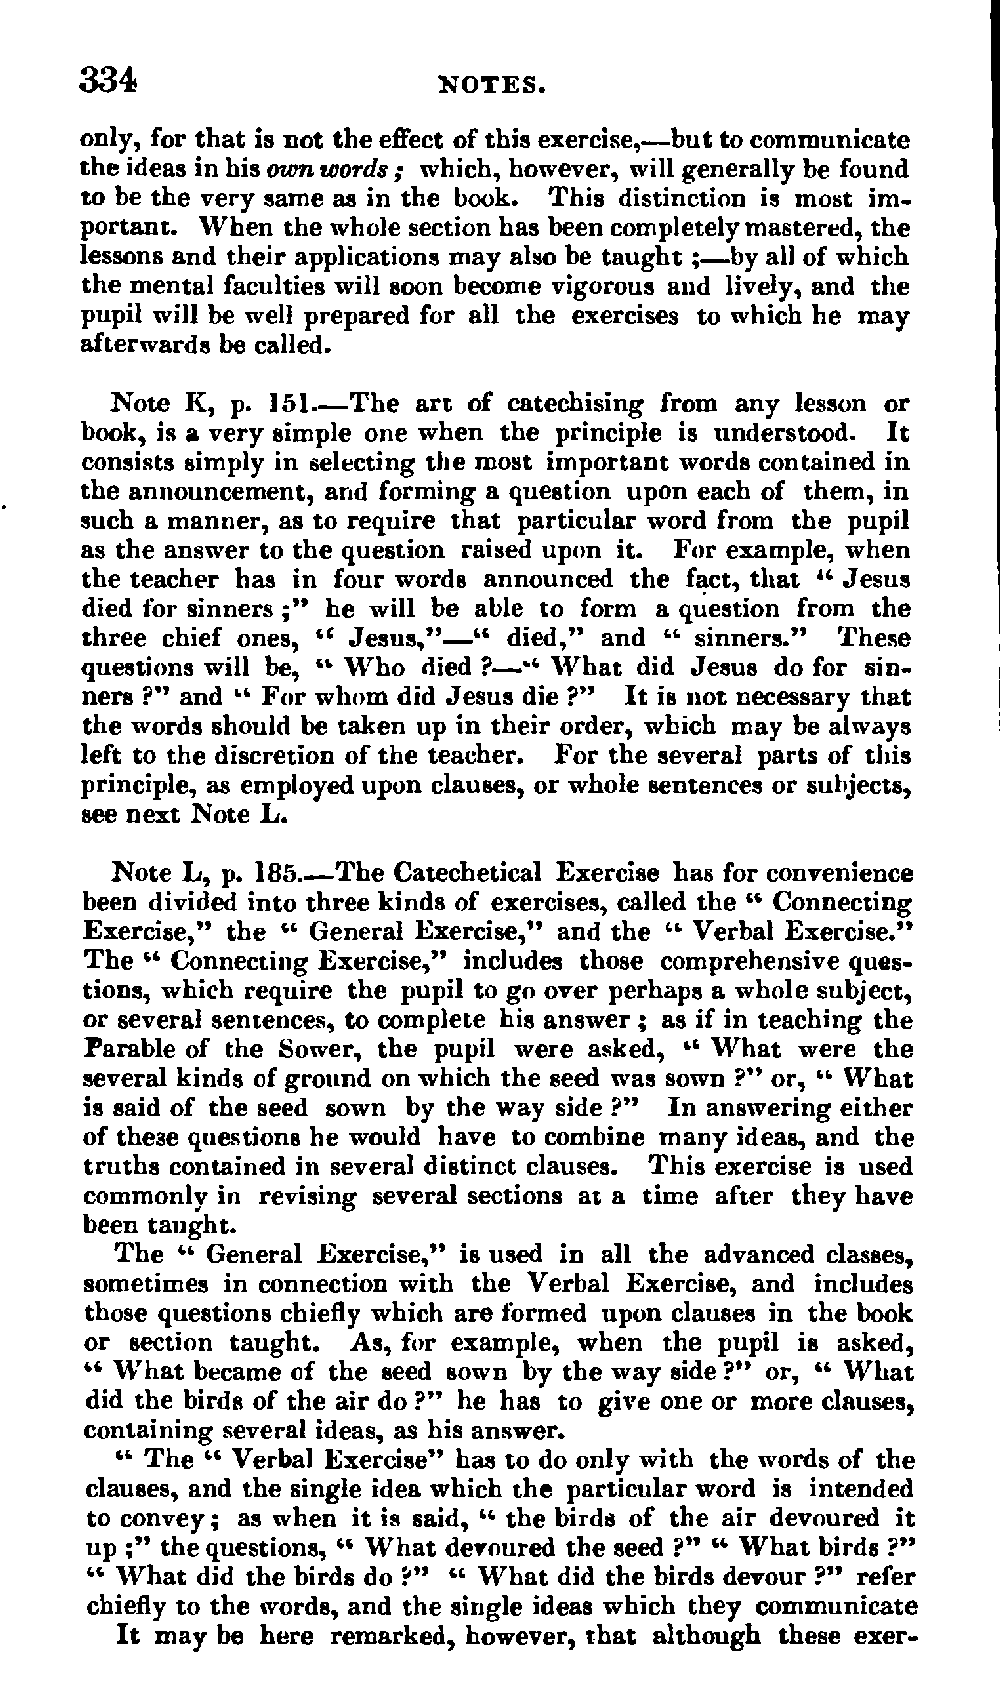 334 NOTES.
only, for that is not the effect of this exercise,—but to communicate
the ideas in his own words; which, however, will generally be found
to be the very same as in the book. This distinction is most im-
portant. When the whole section has been completely mastered, the
lessons and their applications may also be taught;—by all of which
the mental faculties will soon become vigorous and lively, and the
pupil will be well prepared for all the exercises to which he may
afterwards be called.
Note K, p. 151.—The art of catechising from any lesson or
book, is a very simple one when the principle is understood. It
consists simply in selecting the most important words contained in
the announcement, and forming a question upon each of them, in
such a manner, as to require that particular word from the pupil
as the answer to the question raised upon it. For example, when
the teacher has in four words announced the fact, that “ Jesus
died for sinners ;” he will be able to form a question from the
three chief ones, “ Jesus,”—“ died,” and “ sinners.” These
questions will be, “ Who died ?—“ What did Jesus do for sin-
ners ?” and “ For whom did Jesus die ?” It is not necessary that
the words should be taken up in their order, which may be always
left to the discretion of the teacher. For the several parts of this
principle, as employed upon clauses, or whole sentences or subjects,
see next Note L.
Note L, p. 185.—The Catechetical Exercise has for convenience
been divided into three kinds of exercises, called the “ Connecting
Exercise,” the “ General Exercise,” and the “ Verbal Exercise.”
The “ Connecting Exercise,” includes those comprehensive ques-
tions, which require the pupil to go over perhaps a whole subject,
or several sentences, to complete his answer ; as if in teaching the
Parable of the Sower, the pupil were asked, “ What were the
several kinds of ground on which the seed was sown ?” or, “ What
is said of the seed sown by the way side ?” In answering either
of these questions he would have to combine many ideas, and the
truths contained in several distinct clauses. This exercise is used
commonly in revising several sections at a time after they have
been taught.
The “ General Exercise,” is used in all the advanced classes,
sometimes in connection with the Verbal Exercise, and includes
those questions chiefly which are formed upon clauses in the book
or section taught. As, for example, when the pupil is asked,
“ What became of the seed sown by the way side ?” or, “ What
did the birds of the air do ?” he has to give one or more clauses,
containing several ideas, as his answer.
“ The “ Verbal Exercise” has to do only with the words of the
clauses, and the single idea which the particular word is intended
to convey ; as when it is said, “ the birds of the air devoured it
up ;” the questions, “ What devoured the seed ?” “ What birds ?”
“ What did the birds do ?” “ What did the birds devour ?” refer
chiefly to the words, and the single ideas which they communicate
It may be here remarked, however, that although these exer-